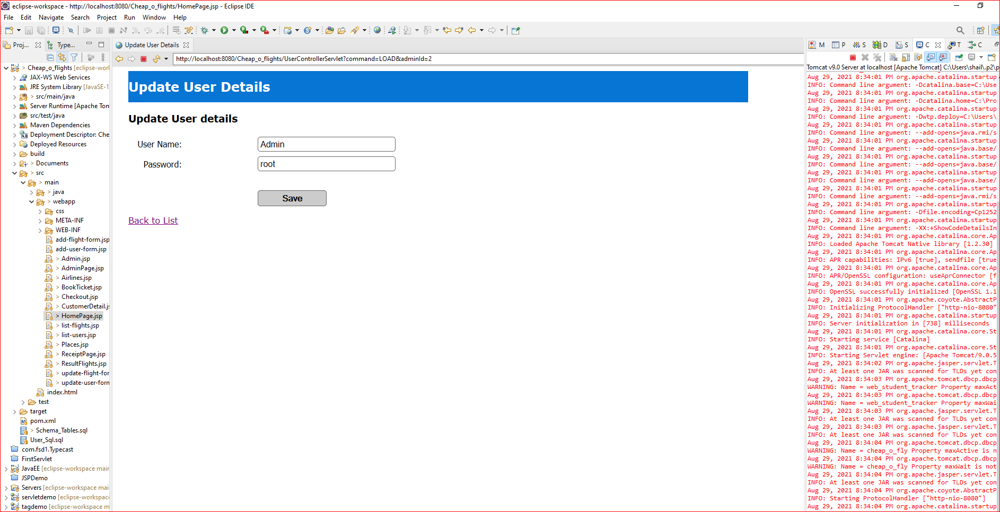 eclipse-workspace - http://localhost:8080/Cheap_o_flights/HomePage.jsp - Eclipse IDE
File Edit Navigate Search Project Run Window Help
Proj... Type...
Cheap_o_flights [eclipse-worl
JAX-WS Web Services
JRE System Library [JavaSE-1
> src/main/java
Server Runtime [Apache Tom
src/test/java
Maven Dependencies
Deployment Descriptor: Che
Deployed Resources
build
> Documents
> src
> main
> java
> webapp
css
META-INF
WEB-INF
add-flight-form.jsp
add-user-form.jsp
> Admin.jsp
> AdminPage.jsp
> Airlines.jsp
> BookTicket.jsp
> Checkout.jsp
> CustomerDetail.js
> HomePage.jsp
> list-flights.jsp
> list-users.jsp
> Places.jsp
> ReceiptPage.jsp
> ResultFlights.jsp
> update-flight-for
> update-user-form
index.html
test
target
pom.xml
> Schema_Tables.sql
User_Sql.sql
com.fsd1.Typecast
FirstServlet
JavaEE [eclipse-workspace main
JSPDemo
Servers [eclipse-workspace mai
servletdemo [eclipse-workspace
tagdemo [eclipse-workspace m
Update User Details
http://localhost:8080/Cheap_o_flights/UserControllerServlet?command=LOAD&adminId=2
Update User Details
Update User details
User Name: Admin
Password: root
Save
Back to List
M P S D S C T C
Tomcat v9.0 Server at localhost [Apache Tomcat] C:\Users\shail\.p2\p
Aug 29, 2021 8:34:01 PM org.apache.catalina.startup
INFO: Command line argument: -Dcatalina.base=C:\Use
Aug 29, 2021 8:34:01 PM org.apache.catalina.startup
INFO: Command line argument: -Dcatalina.home=C:\Pro
Aug 29, 2021 8:34:01 PM org.apache.catalina.startup
INFO: Command line argument: -Dwtp.deploy=C:\Users\
Aug 29, 2021 8:34:01 PM org.apache.catalina.startup
INFO: Command line argument: --add-opens=java.rmi/s
Aug 29, 2021 8:34:01 PM org.apache.catalina.startup
INFO: Command line argument: --add-opens=java.base/
Aug 29, 2021 8:34:01 PM org.apache.catalina.startup
INFO: Command line argument: --add-opens=java.base/
Aug 29, 2021 8:34:01 PM org.apache.catalina.startup
INFO: Command line argument: --add-opens=java.base/
Aug 29, 2021 8:34:01 PM org.apache.catalina.startup
INFO: Command line argument: --add-opens=java.rmi/s
Aug 29, 2021 8:34:01 PM org.apache.catalina.startup
INFO: Command line argument: -Dfile.encoding=Cp1252
Aug 29, 2021 8:34:01 PM org.apache.catalina.startup
INFO: Command line argument: -XX:+ShowCodeDetailsIn
Aug 29, 2021 8:34:01 PM org.apache.catalina.core.Ap
INFO: Loaded Apache Tomcat Native library [1.2.30]
Aug 29, 2021 8:34:01 PM org.apache.catalina.core.Ap
INFO: APR capabilities: IPv6 [true], sendfile [true
Aug 29, 2021 8:34:01 PM org.apache.catalina.core.Ap
INFO: APR/OpenSSL configuration: useAprConnector [f
Aug 29, 2021 8:34:01 PM org.apache.catalina.core.Ap
INFO: OpenSSL successfully initialized [OpenSSL 1.1
Aug 29, 2021 8:34:01 PM org.apache.coyote.AbstractP
INFO: Initializing ProtocolHandler ["http-nio-8080"
Aug 29, 2021 8:34:01 PM org.apache.catalina.startup
INFO: Server initialization in [738] milliseconds
Aug 29, 2021 8:34:01 PM org.apache.catalina.core.St
INFO: Starting service [Catalina]
Aug 29, 2021 8:34:01 PM org.apache.catalina.core.St
INFO: Starting Servlet engine: [Apache Tomcat/9.0.5
Aug 29, 2021 8:34:02 PM org.apache.jasper.servlet.T
INFO: At least one JAR was scanned for TLDs yet con
Aug 29, 2021 8:34:03 PM org.apache.tomcat.dbcp.dbcp
WARNING: Name = web_student_tracker Property maxAct
Aug 29, 2021 8:34:03 PM org.apache.tomcat.dbcp.dbcp
WARNING: Name = web_student_tracker Property maxWai
Aug 29, 2021 8:34:03 PM org.apache.jasper.servlet.T
INFO: At least one JAR was scanned for TLDs yet con
Aug 29, 2021 8:34:03 PM org.apache.jasper.servlet.T
INFO: At least one JAR was scanned for TLDs yet con
Aug 29, 2021 8:34:04 PM org.apache.tomcat.dbcp.dbcp
WARNING: Name = cheap_o_fly Property maxActive is n
Aug 29, 2021 8:34:04 PM org.apache.tomcat.dbcp.dbcp
WARNING: Name = cheap_o_fly Property maxWait is not
Aug 29, 2021 8:34:04 PM org.apache.jasper.servlet.T
INFO: At least one JAR was scanned for TLDs yet con
Aug 29, 2021 8:34:04 PM org.apache.coyote.AbstractP
INFO: Starting ProtocolHandler ["http-nio-8080"]
Aug 29, 2021 8:34:04 PM org.apache.catalina.startup